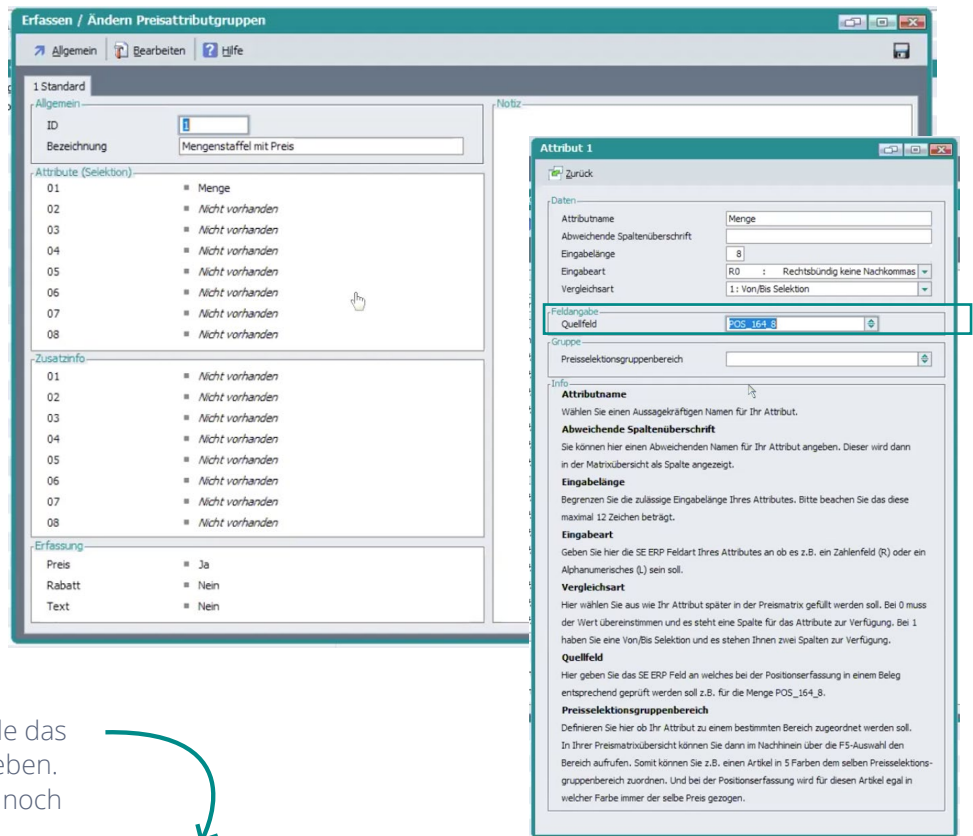 Erfassen / Ändern Preisattributgruppen
Allgemein Bearbeiten Hilfe
1 Standard
Allgemein
ID 1
Bezeichnung Mengenstaffel mit Preis
Attribute (Selektion)
01 Menge
02 Nicht vorhanden
03 Nicht vorhanden
04 Nicht vorhanden
05 Nicht vorhanden
06 Nicht vorhanden
07 Nicht vorhanden
08 Nicht vorhanden
Zusatzinfo
01 Nicht vorhanden
02 Nicht vorhanden
03 Nicht vorhanden
04 Nicht vorhanden
05 Nicht vorhanden
06 Nicht vorhanden
07 Nicht vorhanden
08 Nicht vorhanden
Erfassung
Preis Ja
Rabatt Nein
Text Nein
Notiz
Attribut 1
Zurück
Daten
Attributname Menge
Abweichende Spaltenüberschrift
Eingabelänge 8
Eingabeart R0 : Rechtsbündig keine Nachkommas
Vergleichsart 1: Von/Bis Selektion
Feldangabe
Quellfeld POS_164_8
Gruppe
Preisselektionsgruppenbereich
Info
Attributname
Wählen Sie einen Aussagekräftigen Namen für Ihr Attribut.
Abweichende Spaltenüberschrift
Sie können hier einen Abweichenden Namen für Ihr Attribut angeben. Dieser wird dann
in der Matrixübersicht als Spalte angezeigt.
Eingabelänge
Begrenzen Sie die zulässige Eingabelänge Ihres Attributes. Bitte beachen Sie das diese
maximal 12 Zeichen beträgt.
Eingabeart
Geben Sie hier die SE ERP Feldart Ihres Attributes an ob es z.B. ein Zahlenfeld (R) oder ein
Alphanumerisches (L) sein soll.
Vergleichsart
Hier wählen Sie aus wie Ihr Attribut später in der Preismatrix gefüllt werden soll. Bei 0 muss
der Wert übereinstimmen und es steht eine Spalte für das Attribute zur Verfügung. Bei 1
haben Sie eine Von/Bis Selektion und es stehen Ihnen zwei Spalten zur Verfügung.
Quellfeld
Hier geben Sie das SE ERP Feld an welches bei der Positionserfassung in einem Beleg
entsprechend geprüft werden soll z.B. für die Menge POS_164_8.
Preisselektionsgruppenbereich
Definieren Sie hier ob Ihr Attribut zu einem bestimmten Bereich zugeordnet werden soll.
In Ihrer Preismatrixübersicht können Sie dann im Nachhinein über die F5-Auswahl den
Bereich aufrufen. Somit können Sie z.B. einen Artikel in 5 Farben dem selben Preisselektions-
gruppenbereich zuordnen. Und bei der Positionserfassung wird für diesen Artikel egal in
welcher Farbe immer der selbe Preis gezogen.
das
noch